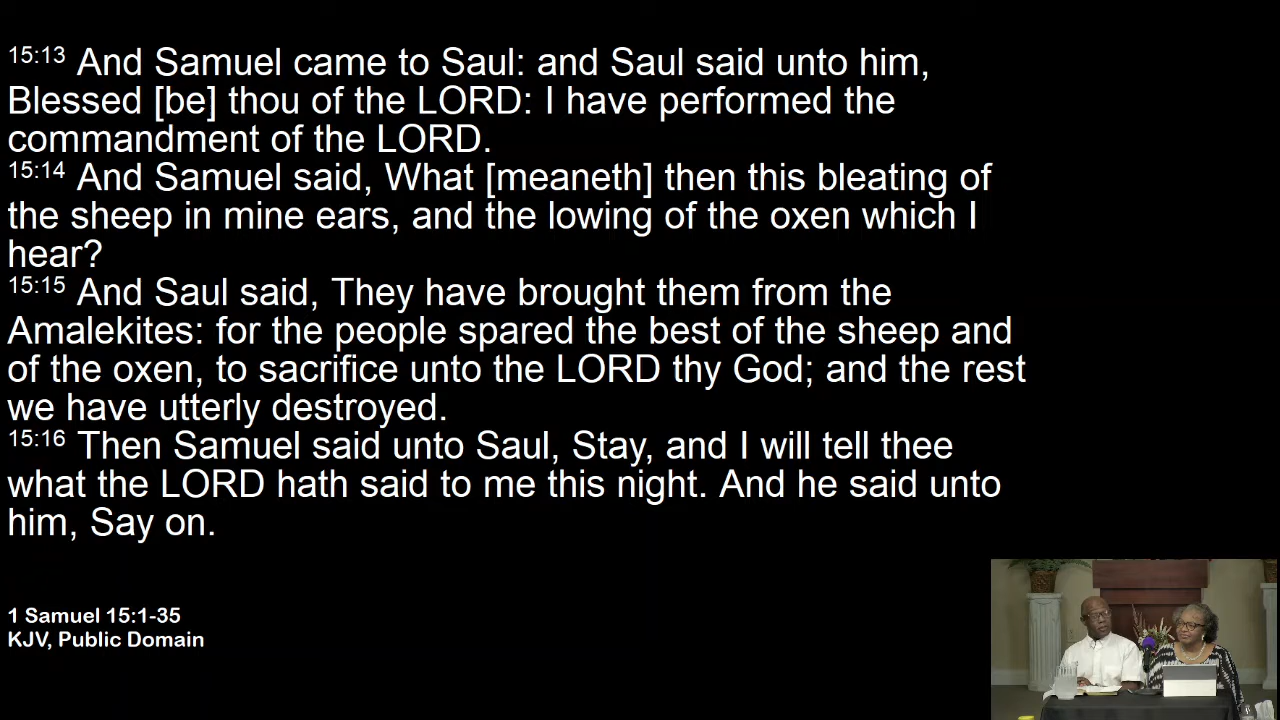 15:13 And Samuel came to Saul: and Saul said unto him,
Blessed [be] thou of the LORD: I have performed the
commandment of the LORD.
15:14 And Samuel said, What [meaneth] then this bleating of
the sheep in mine ears, and the lowing of the oxen which I
hear?
15:15 And Saul said, They have brought them from the
Amalekites: for the people spared the best of the sheep and
of the oxen, to sacrifice unto the LORD thy God; and the rest
we have utterly destroyed.
15:16 Then Samuel said unto Saul, Stay, and I will tell thee
what the LORD hath said to me this night. And he said unto
him, Say on.
1 Samuel 15:1-35
KJV, Public Domain